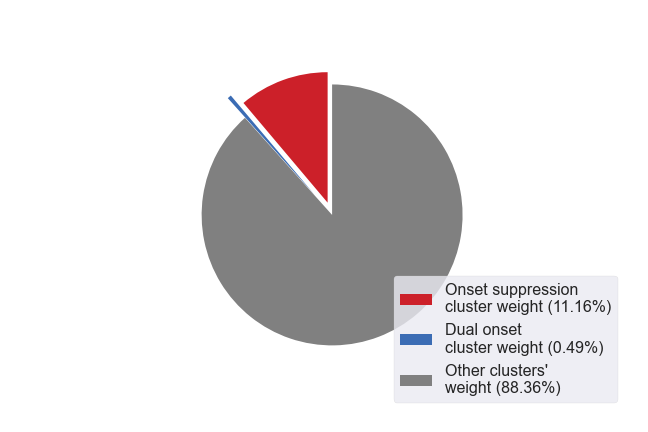 Onset suppression
cluster weight (11.16%)
Dual onset
cluster weight (0.49%)
Other clusters'
weight (88.36%)